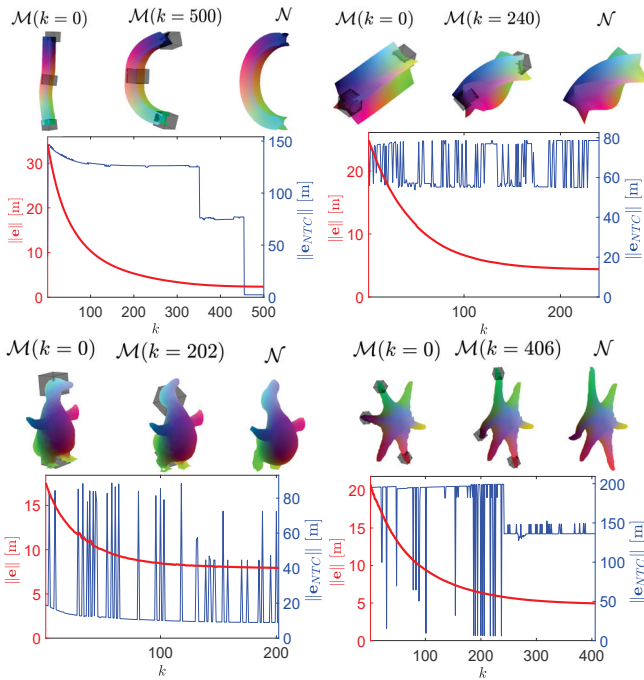 M(k = 0) M(k = 500) N
30
20
10
0
||e|| [m]
150
100
50
0
||e_NTC|| [m]
100 200 300 400 500
k
M(k = 0) M(k = 240) N
20
10
0
||e|| [m]
80
60
40
20
0
||e_NTC|| [m]
100 200
k
M(k = 0) M(k = 202) N
15
10
5
0
||e|| [m]
80
60
40
20
0
||e_NTC|| [m]
100 200
k
M(k = 0) M(k = 406) N
20
15
10
5
0
||e|| [m]
200
150
100
50
0
||e_NTC|| [m]
100 200 300 400
k